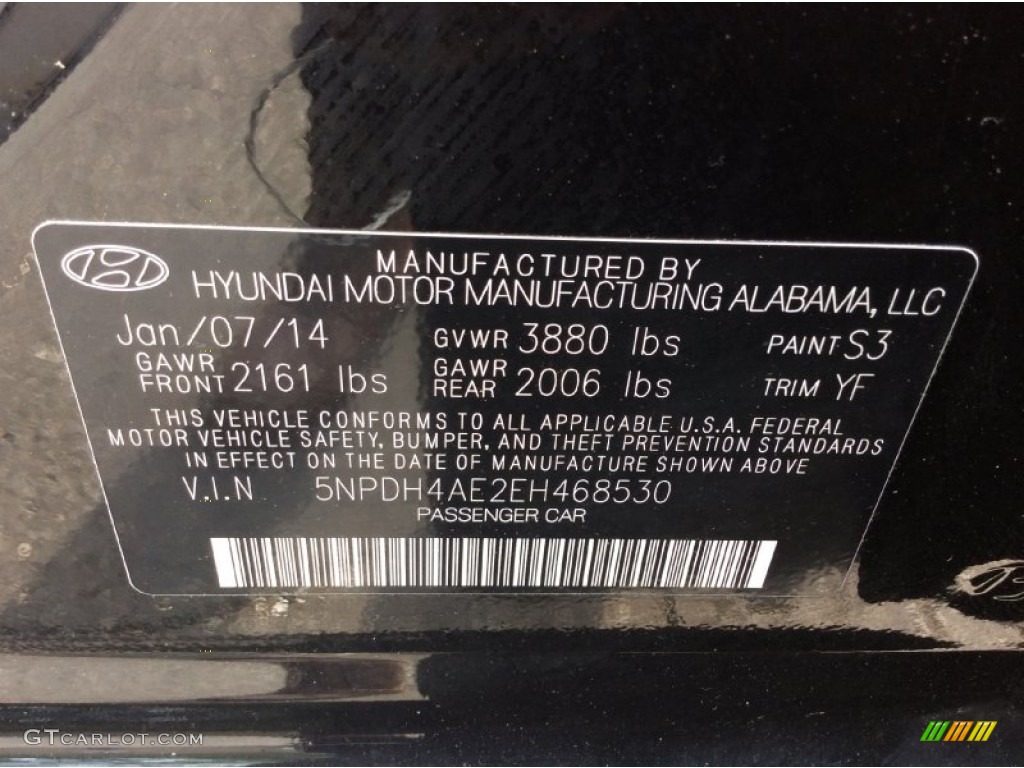 MANUFACTURED BY
HYUNDAI MOTOR MANUFACTURING ALABAMA, LLC
Jan/07/14 GVWR 3880 lbs PAINT S3
GAWR FRONT 2161 lbs GAWR REAR 2006 lbs TRIM YF
THIS VEHICLE CONFORMS TO ALL APPLICABLE U.S.A. FEDERAL
MOTOR VEHICLE SAFETY, BUMPER, AND THEFT PREVENTION STANDARDS
IN EFFECT ON THE DATE OF MANUFACTURE SHOWN ABOVE
V.I.N 5NPDH4AE2EH468530
PASSENGER CAR
GTCARLOT.COM